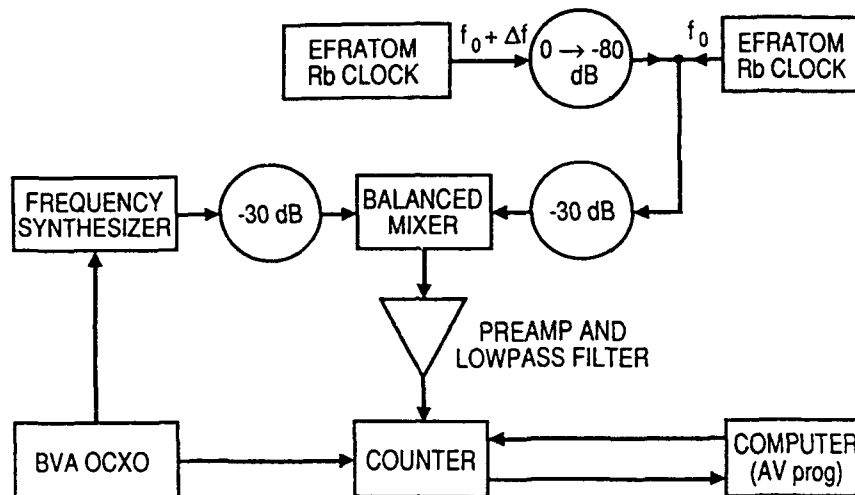 EFRATOM
Rb CLOCK
f₀ + Δf
0 → -80
dB
f₀
EFRATOM
Rb CLOCK
FREQUENCY
SYNTHESIZER
-30 dB
BALANCED
MIXER
-30 dB
PREAMP AND
LOWPASS FILTER
BVA OCXO
COUNTER
COMPUTER
(AV prog)